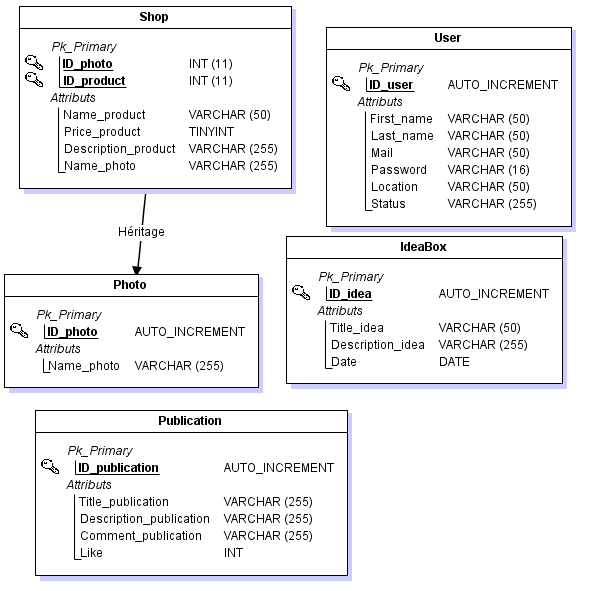 Shop
Pk_Primary
ID_photo INT (11)
ID_product INT (11)
Attributs
Name_product VARCHAR (50)
Price_product TINYINT
Description_product VARCHAR (255)
Name_photo VARCHAR (255)
User
Pk_Primary
ID_user AUTO_INCREMENT
Attributs
First_name VARCHAR (50)
Last_name VARCHAR (50)
Mail VARCHAR (50)
Password VARCHAR (16)
Location VARCHAR (50)
Status VARCHAR (255)
Héritage
IdeaBox
Pk_Primary
ID_idea AUTO_INCREMENT
Attributs
Title_idea VARCHAR (50)
Description_idea VARCHAR (255)
Date DATE
Photo
Pk_Primary
ID_photo AUTO_INCREMENT
Attributs
Name_photo VARCHAR (255)
Publication
Pk_Primary
ID_publication AUTO_INCREMENT
Attributs
Title_publication VARCHAR (255)
Description_publication VARCHAR (255)
Comment_publication VARCHAR (255)
Like INT